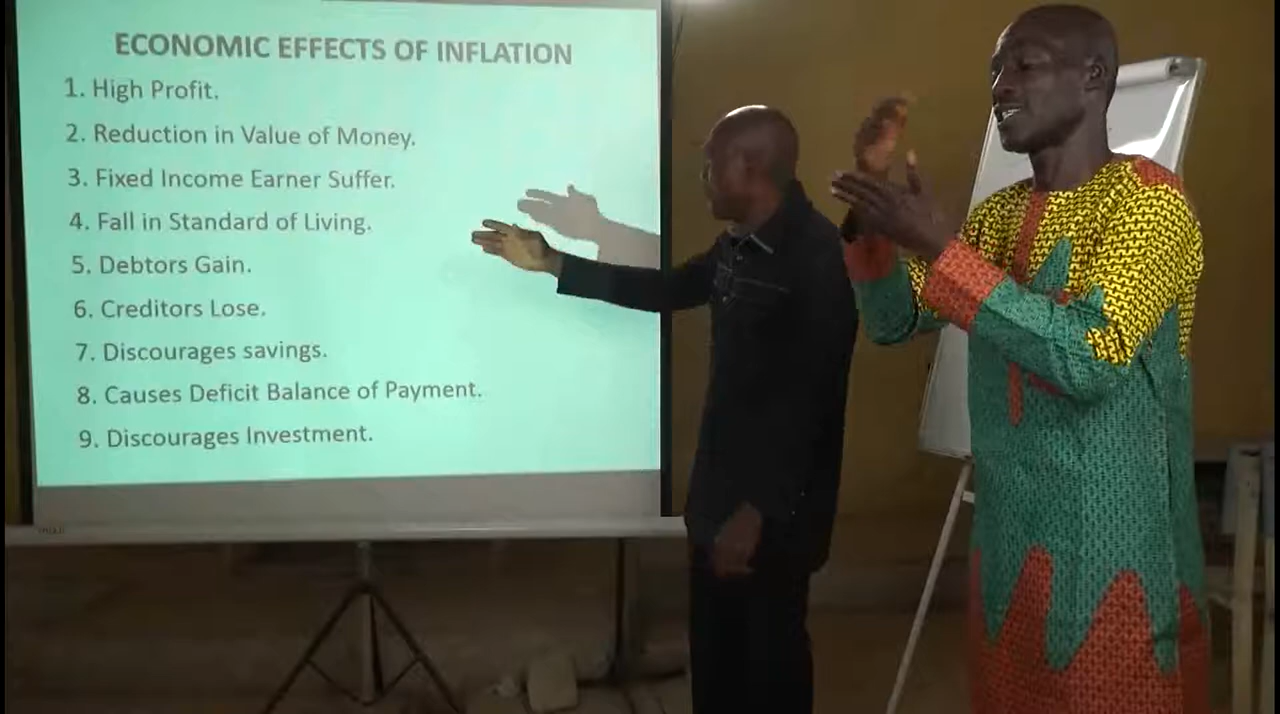 ECONOMIC EFFECTS OF INFLATION
1. High Profit.
2. Reduction in Value of Money.
3. Fixed Income Earner Suffer.
4. Fall in Standard of Living.
5. Debtors Gain.
6. Creditors Lose.
7. Discourages savings.
8. Causes Deficit Balance of Payment.
9. Discourages Investment.